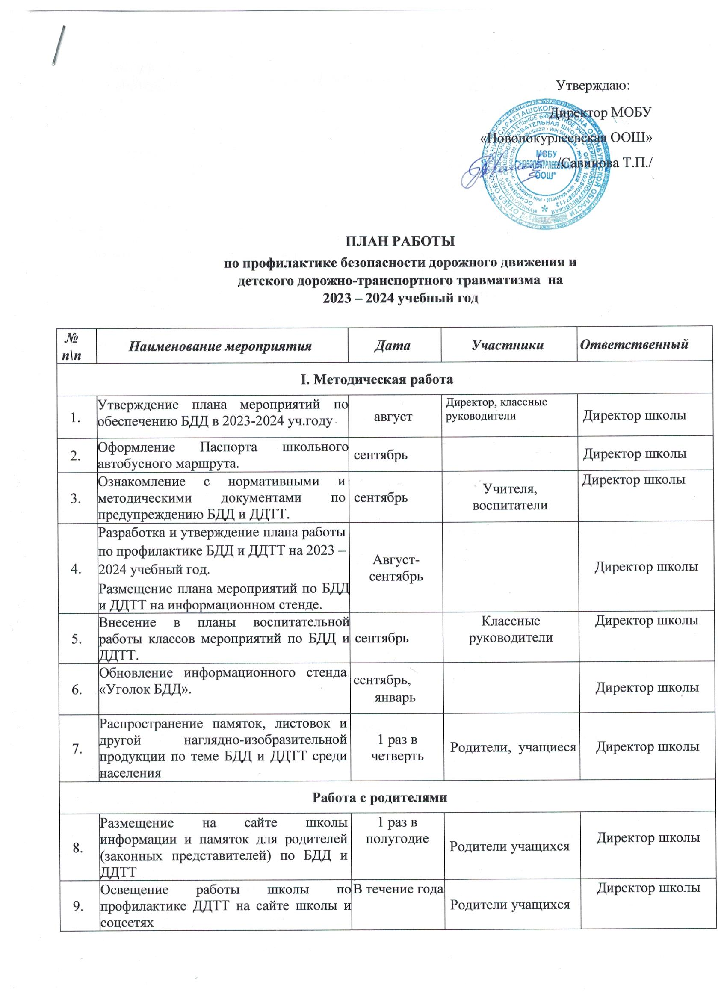 Утверждаю:
Директор МОБУ
«Новопокурлеевская ООШ»
/Савинова Т.П./
МОБУ
"НОВОПОКУРЛЕЕВСКАЯ
ООШ"
ПЛАН РАБОТЫ
по профилактике безопасности дорожного движения и
детского дорожно-транспортного травматизма на
2023 – 2024 учебный год
№
п\п
Наименование мероприятия
Дата
Участники
Ответственный
I. Методическая работа
1.
Утверждение плана мероприятий по
обеспечению БДД в 2023-2024 уч.году
август
Директор, классные
руководители
Директор школы
2.
Оформление Паспорта школьного
автобусного маршрута.
сентябрь
Директор школы
3.
Ознакомление с нормативными и
методическими документами по
предупреждению БДД и ДДТТ.
сентябрь
Учителя,
воспитатели
Директор школы
4.
Разработка и утверждение плана работы
по профилактике БДД и ДДТТ на 2023 –
2024 учебный год.
Размещение плана мероприятий по БДД
и ДДТТ на информационном стенде.
Август-
сентябрь
Директор школы
5.
Внесение в планы воспитательной
работы классов мероприятий по БДД и
ДДТТ.
сентябрь
Классные
руководители
Директор школы
6.
Обновление информационного стенда
«Уголок БДД».
сентябрь,
январь
Директор школы
7.
Распространение памяток, листовок и
другой наглядно-изобразительной
продукции по теме БДД и ДДТТ среди
населения
1 раз в
четверть
Родители, учащиеся
Директор школы
Работа с родителями
8.
Размещение на сайте школы
информации и памяток для родителей
(законных представителей) по БДД и
ДДТТ
1 раз в
полугодие
Родители учащихся
Директор школы
9.
Освещение работы школы по
профилактике ДДТТ на сайте школы и
соцсетях
В течение года
Родители учащихся
Директор школы